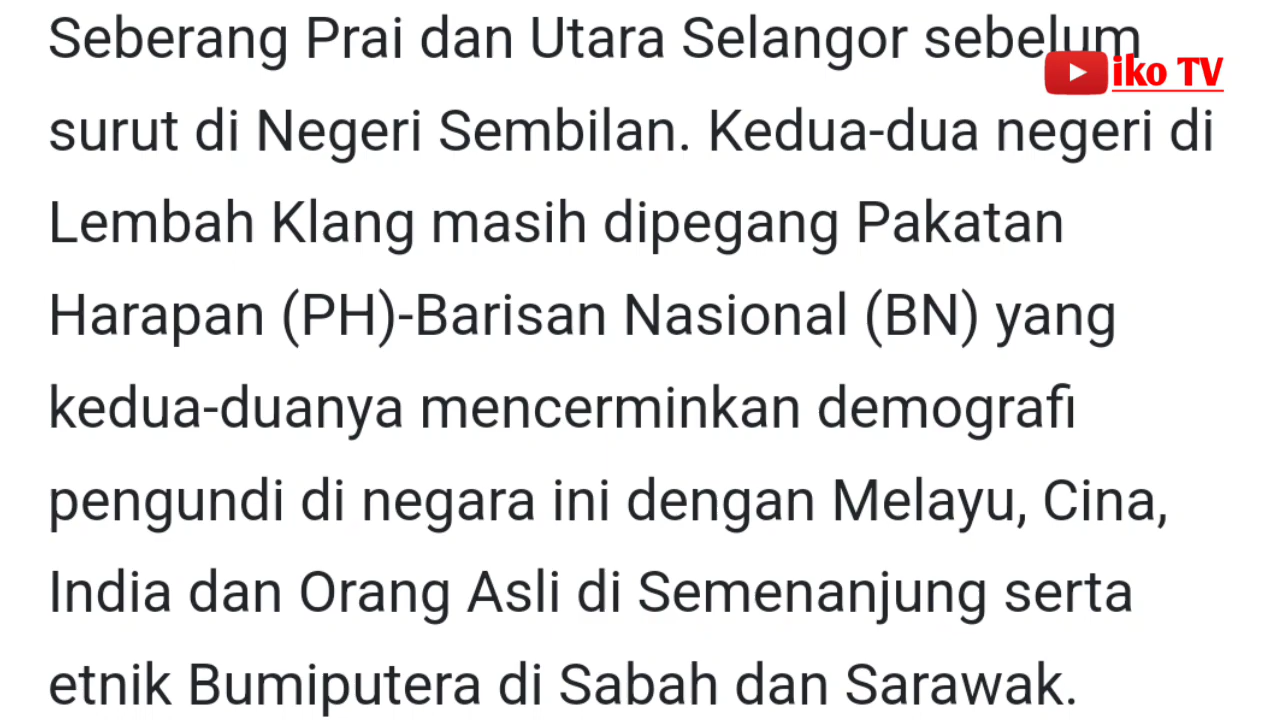 Seberang Prai dan Utara Selangor sebelum
iko TV
surut di Negeri Sembilan. Kedua-dua negeri di
Lembah Klang masih dipegang Pakatan
Harapan (PH)-Barisan Nasional (BN) yang
kedua-duanya mencerminkan demografi
pengundi di negara ini dengan Melayu, Cina,
India dan Orang Asli di Semenanjung serta
etnik Bumiputera di Sabah dan Sarawak.